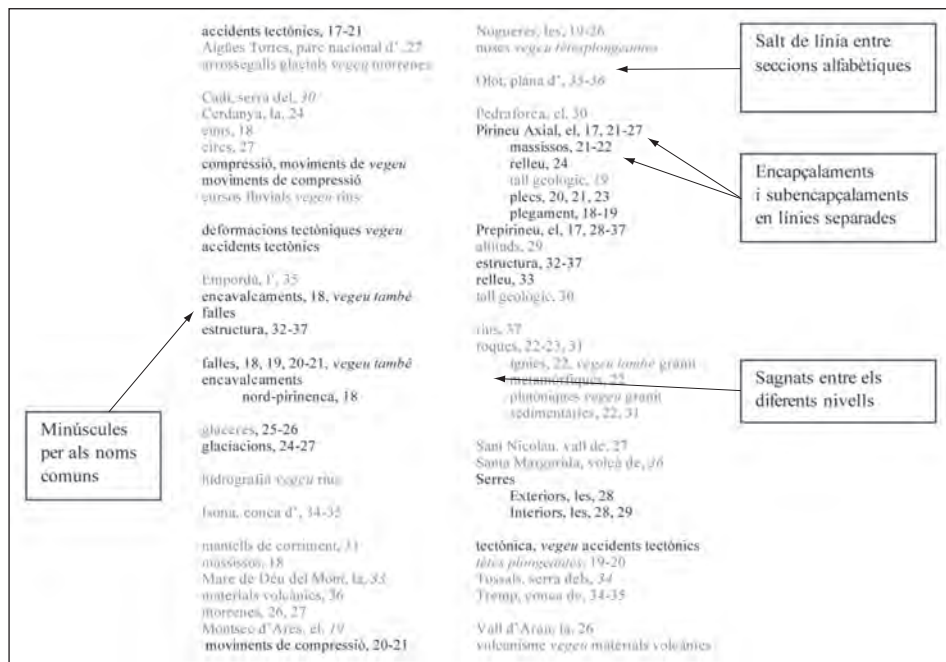 accidents tectònics, 17-21
Aigües Tortes, parc nacional d', 27
arrossegalls glacials vegeu morrenes
Cadí, serra del, 30
Cerdanya, la, 24
cims, 18
circs, 27
compressió, moviments de vegeu
moviments de compressió
cursos fluvials vegeu rius
deformacions tectòniques vegeu
accidents tectònics
Empordà, l', 35
encavalcaments, 18, vegeu també
falles
estructura, 32-37
falles, 18, 19, 20-21, vegeu també
encavalcaments
nord-pirinenca, 18
glaceres, 25-26
glaciacions, 24-27
hidrografia vegeu rius
Isona, conca d', 34-35
mantells de corriment, 31
massissos, 18
Mare de Déu del Mont, la, 33
materials volcànics, 36
morrenes, 26, 27
Montsec d'Ares, el, 19
moviments de compressió, 20-21
Nogueres, les, 19-26
noses vegeu têtesplongeantes
Olot, plana d', 35-36
Pedraforca, el, 30
Pirineu Axial, el, 17, 21-27
massissos, 21-22
relleu, 24
tall geològic, 19
plecs, 20, 21, 23
plegament, 18-19
Prepirineu, el, 17, 28-37
altituds, 29
estructura, 32-37
relleu, 33
tall geològic, 30
rius, 37
roques, 22-23, 31
ígnies, 22, vegeu també granit
metamòrfiques, 22
plutòniques vegeu granit
sedimentàries, 22, 31
Sant Nicolau, vall de, 27
Santa Margarida, volcà de, 36
Serres
Exteriors, les, 28
Interiors, les, 28, 29
tectònica, vegeu accidents tectònics
têtes plongeantes, 19-20
Tossals, serra dels, 34
Tremp, conca de, 34-35
Vall d'Aran, la, 26
vulcanisme vegeu materials volcànics
Salt de línia entre
seccions alfabètiques
Encapçalaments
i subencapçalaments
en línies separades
Sagnats entre els
diferents nivells
Minúscules
per als noms
comuns